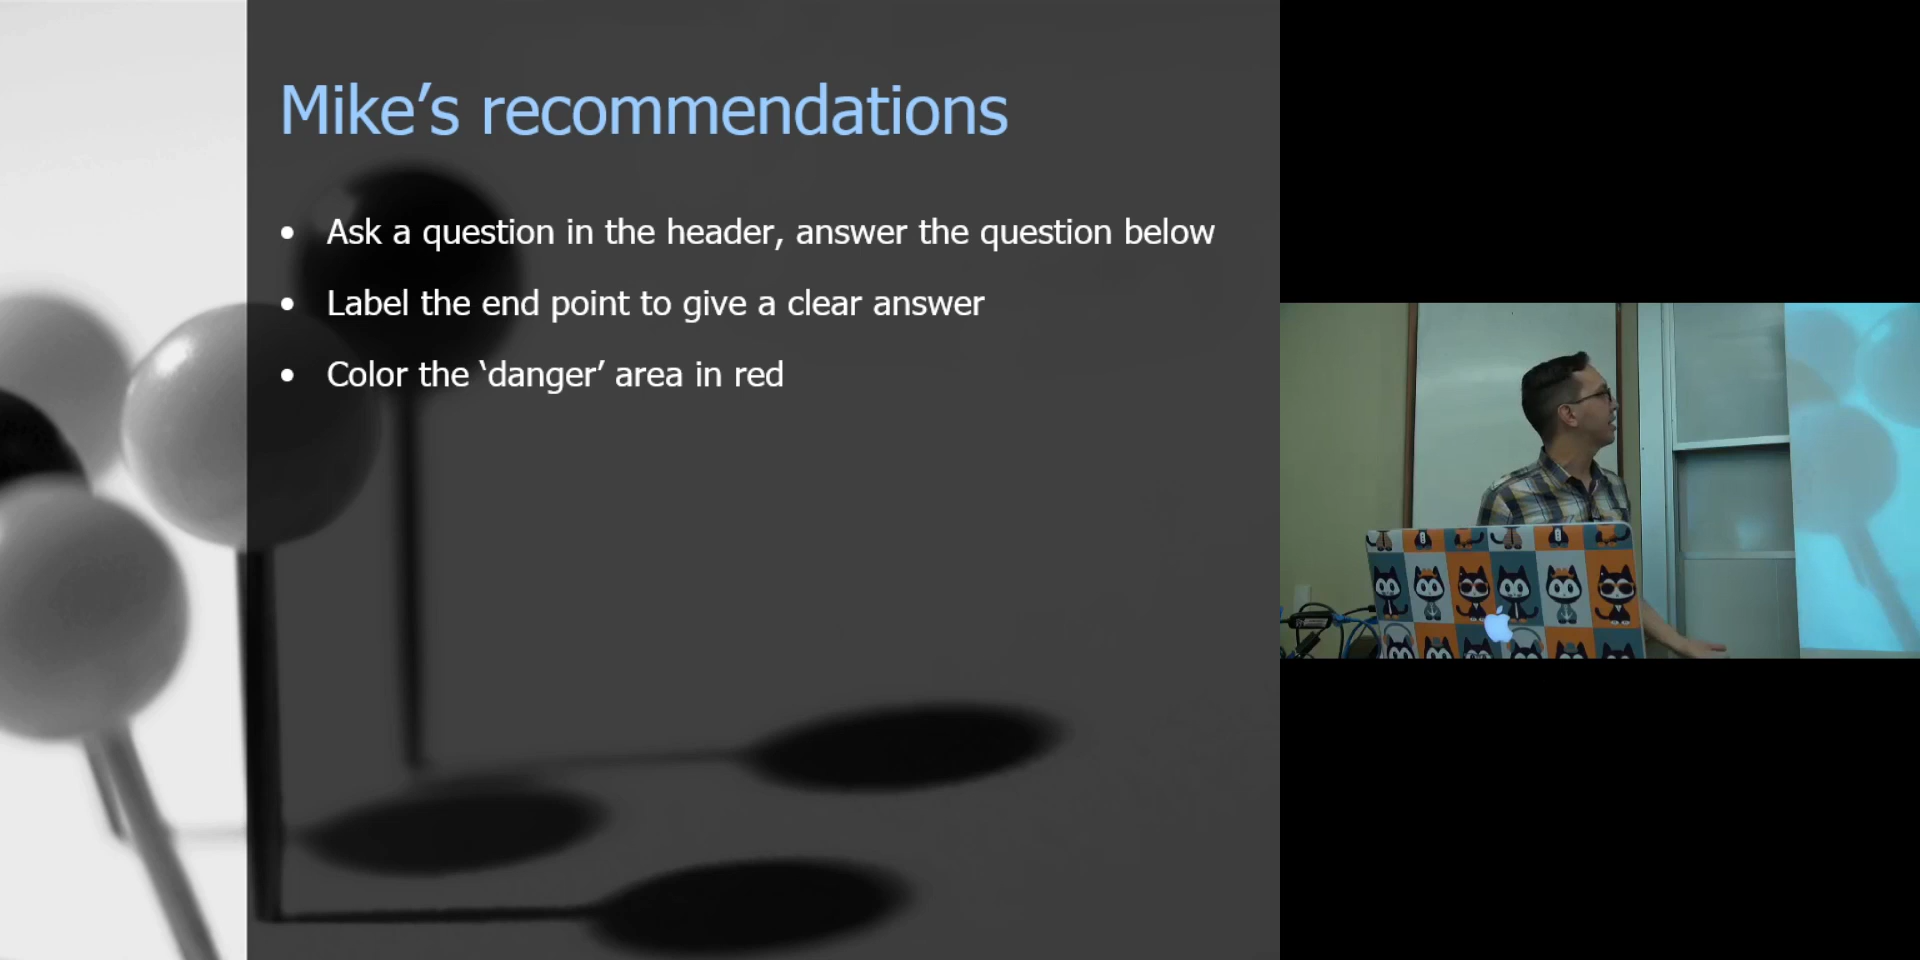 Mike’s recommendations
• Ask a question in the header, answer the question below
• Label the end point to give a clear answer
• Color the ‘danger’ area in red